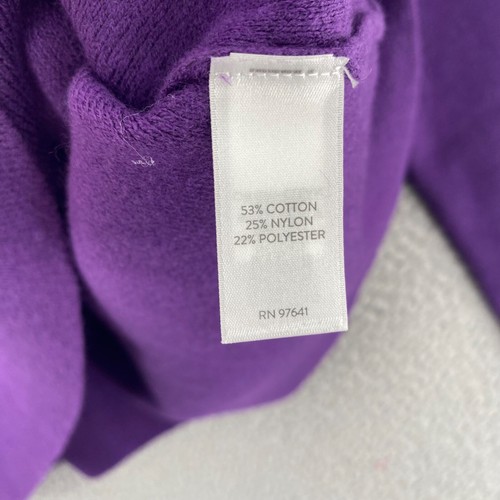 53% COTTON
25% NYLON
22% POLYESTER
RN 97641